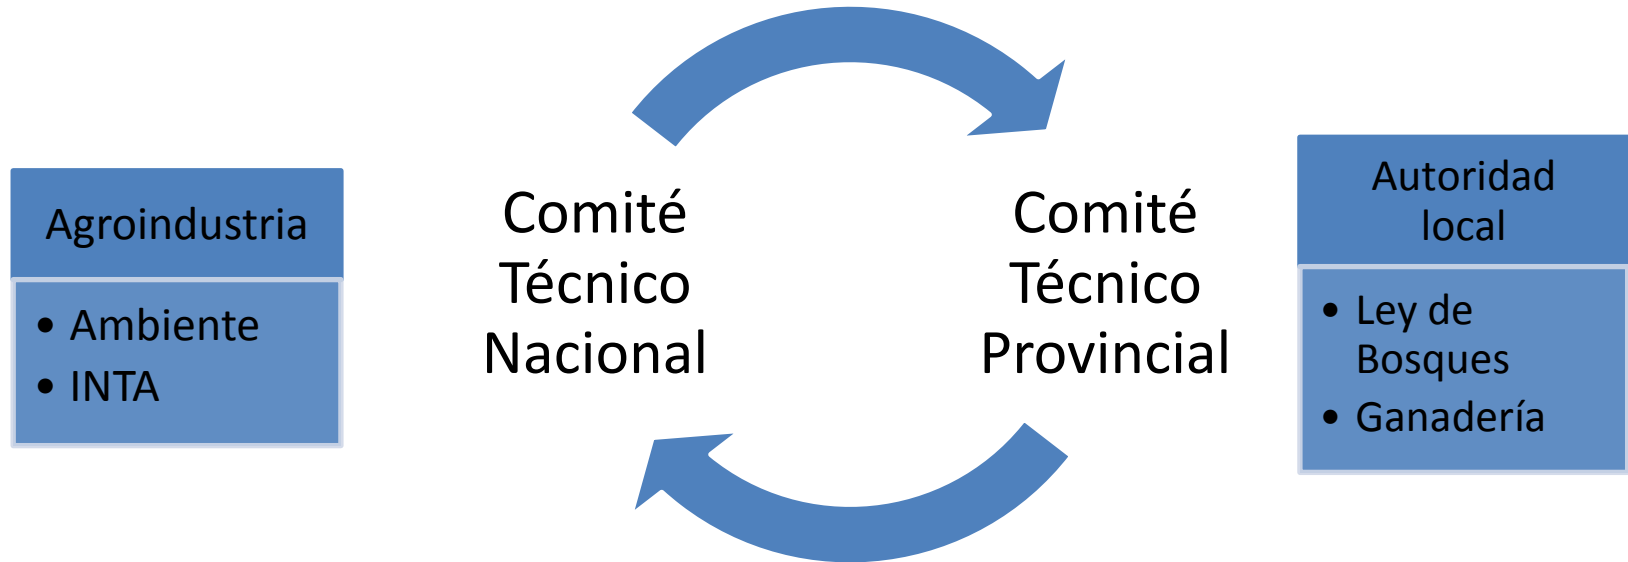 Agroindustria
• Ambiente
• INTA
Comité
Técnico
Nacional
Comité
Técnico
Provincial
Autoridad
local
• Ley de
Bosques
• Ganadería